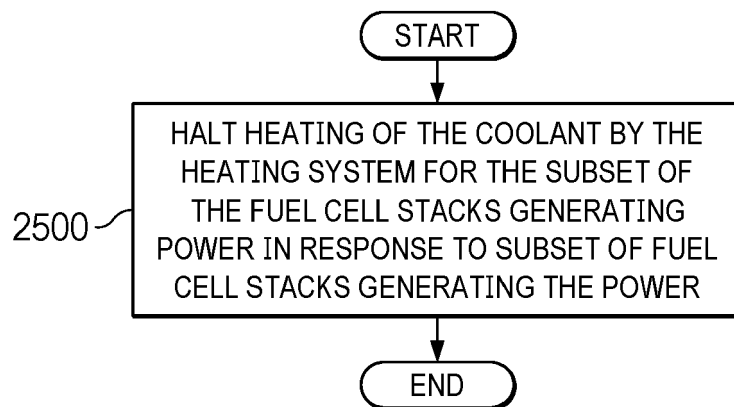 START
HALT HEATING OF THE COOLANT BY THE
HEATING SYSTEM FOR THE SUBSET OF
THE FUEL CELL STACKS GENERATING
2500
POWER IN RESPONSE TO SUBSET OF FUEL
CELL STACKS GENERATING THE POWER
END